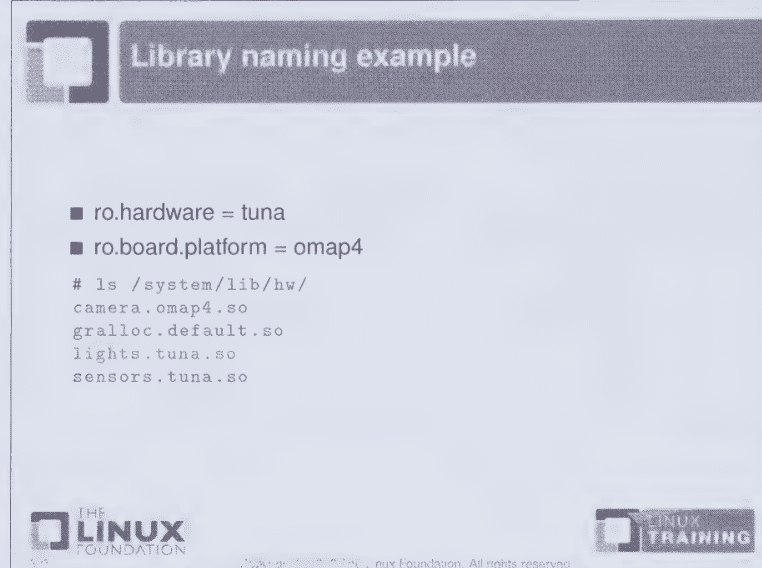 Library naming example
ro.hardware = tuna
ro.board.platform = omap4
# ls /system/lib/hw/
camera.omap4.so
gralloc.default.so
lights.tuna.so
sensors.tuna.so
THE
LINUX
FOUNDATION
LINUX
TRAINING
Foundation. All rights reserved